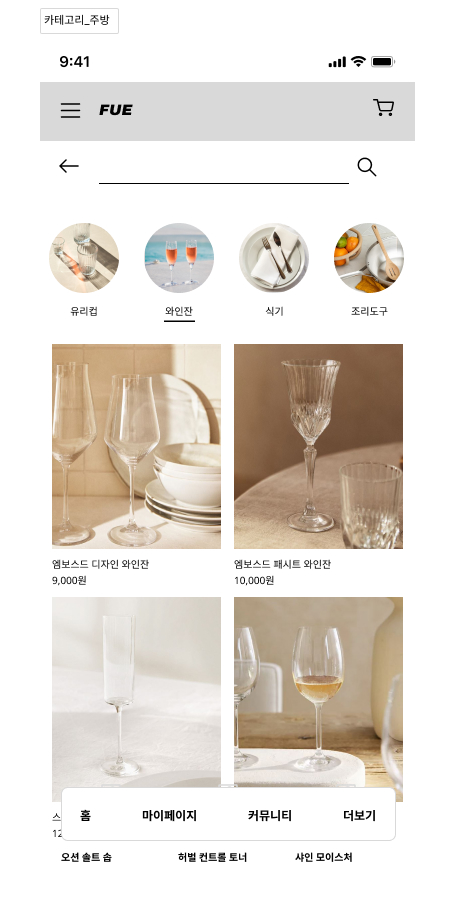 카테고리_주방
9:41
FUE
유리컵
와인잔
식기
조리도구
엠보스드 디자인 와인잔
9,000원
엠보스드 패시트 와인잔
10,000원
홈
마이페이지
커뮤니티
더보기
오션 솔트 솝
허벌 컨트롤 토너
샤인 모이스처